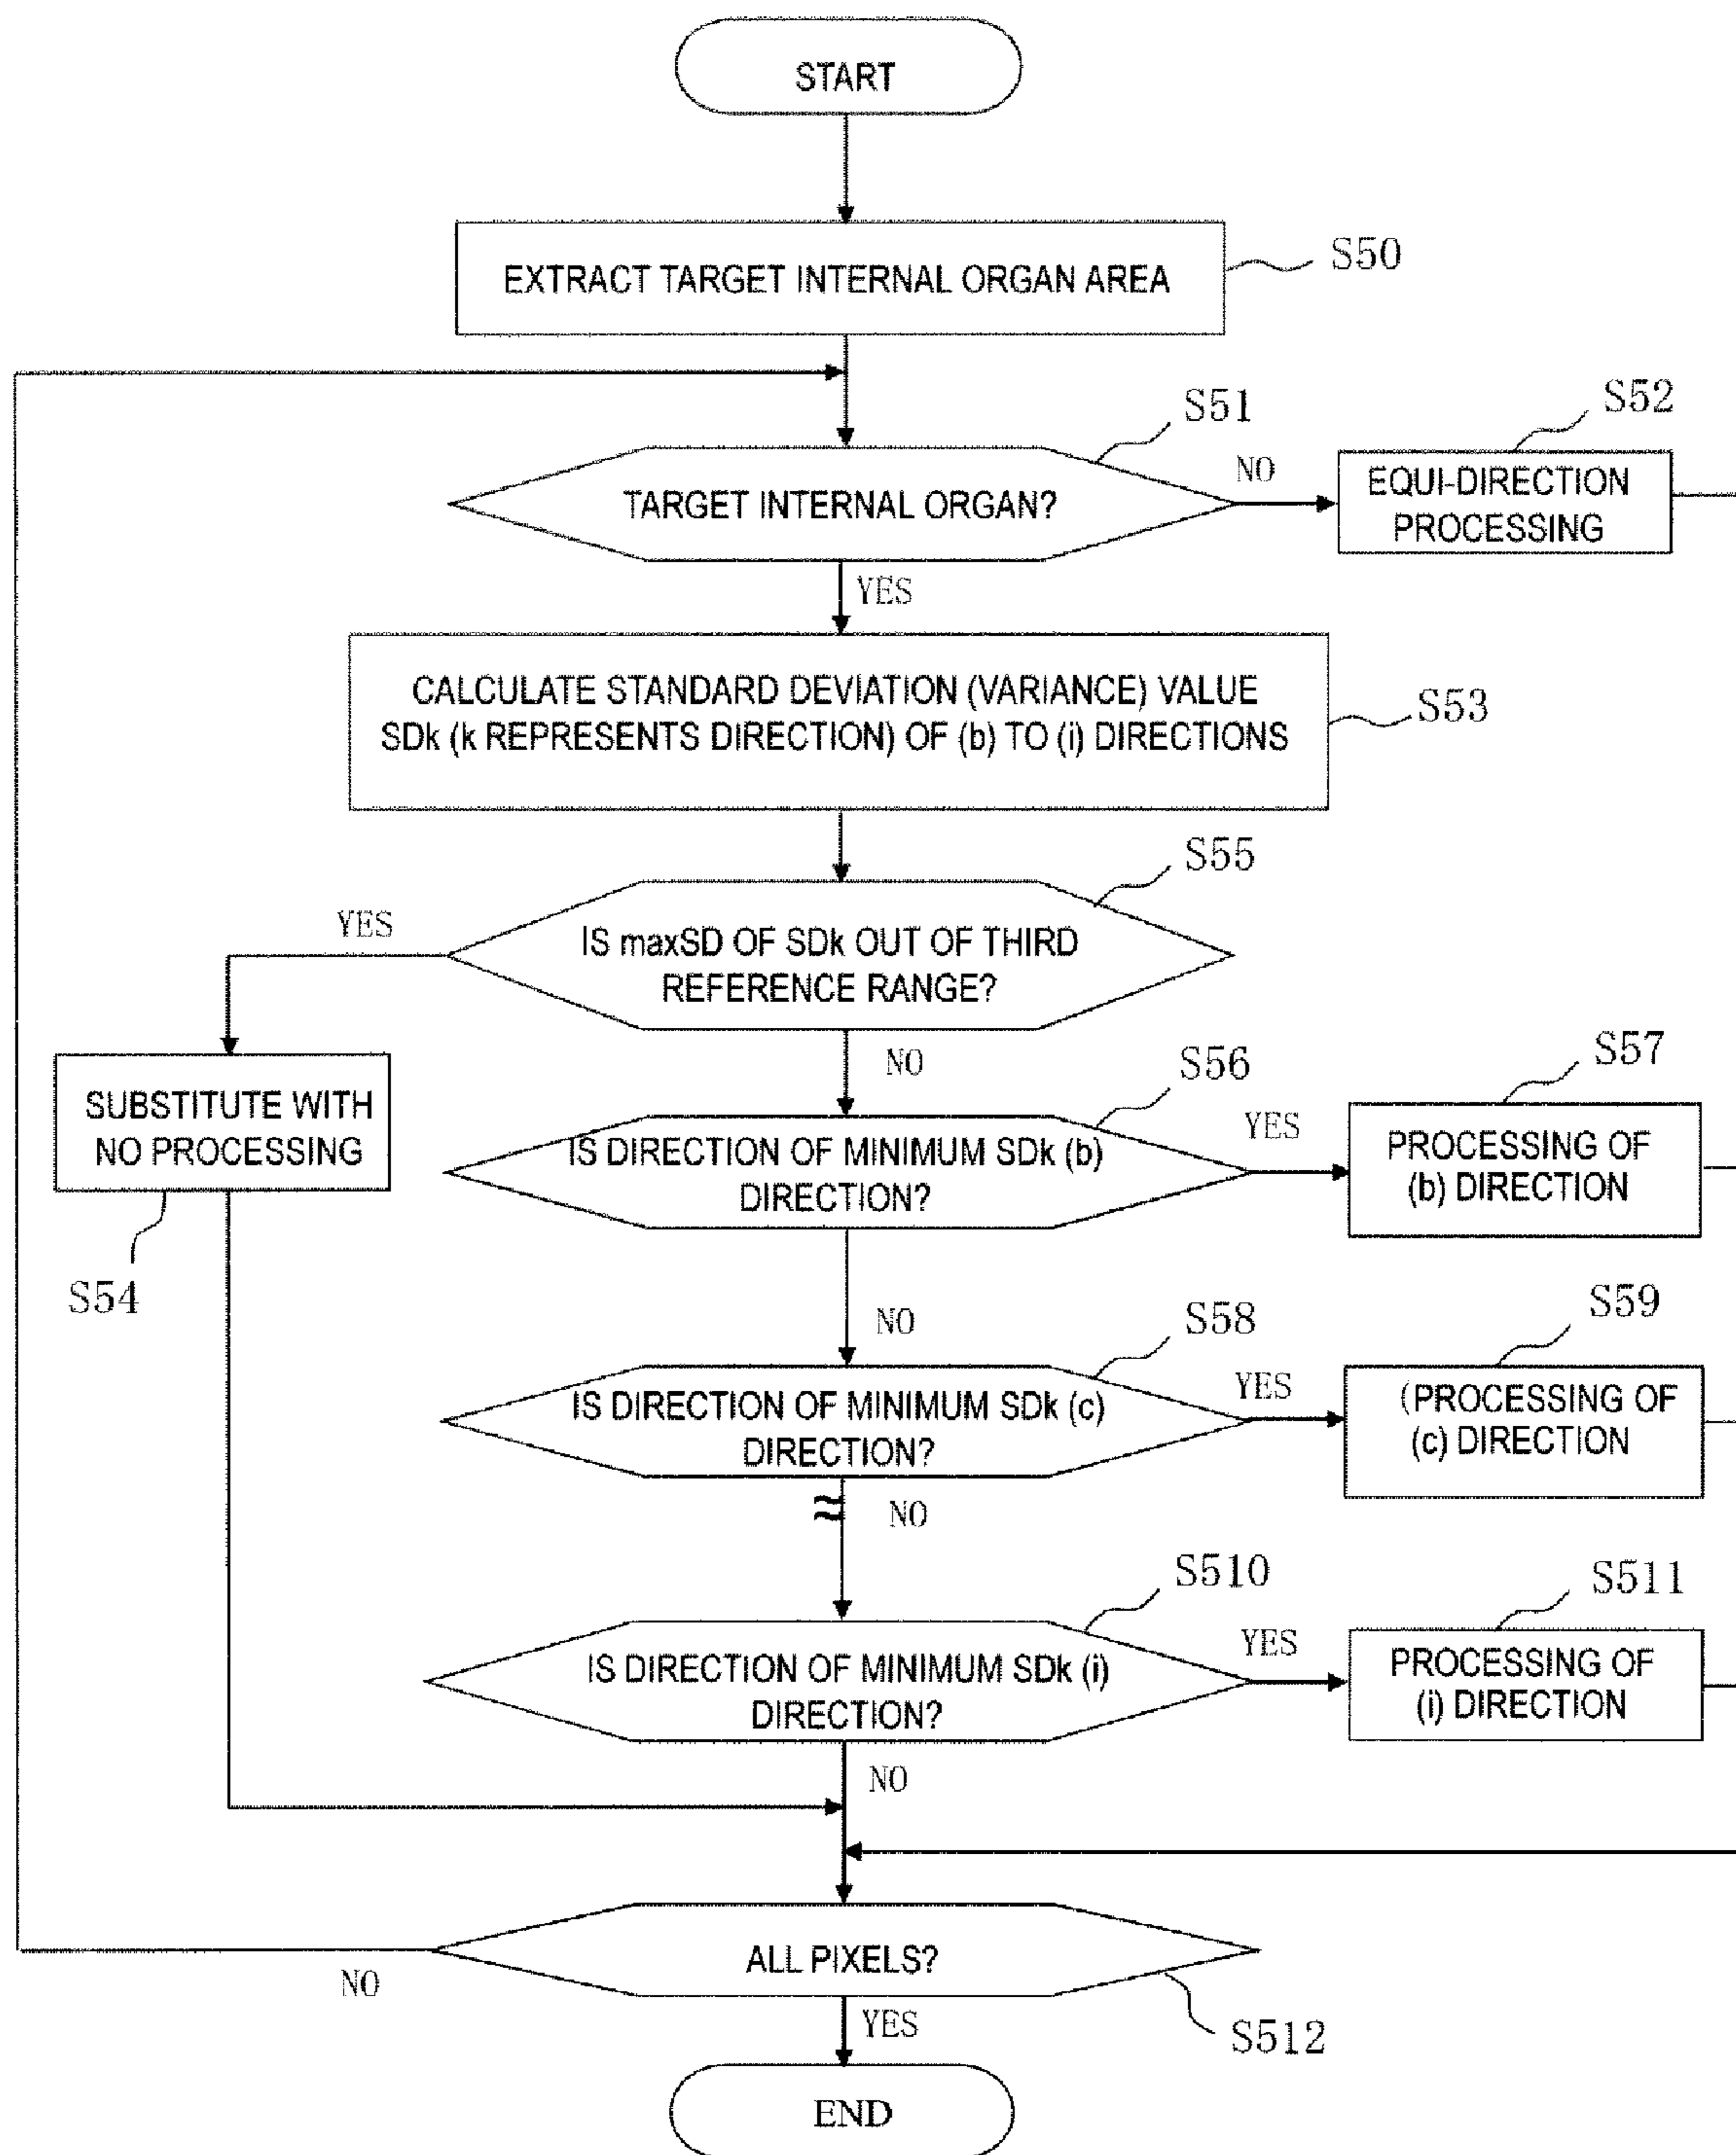 START
EXTRACT TARGET INTERNAL ORGAN AREA
S50
S51
S52
TARGET INTERNAL ORGAN?
NO
EQUI-DIRECTION
PROCESSING
YES
CALCULATE STANDARD DEVIATION (VARIANCE) VALUE
SDk (k REPRESENTS DIRECTION) OF (b) TO (i) DIRECTIONS
S53
S55
YES
IS maxSD OF SDk OUT OF THIRD
REFERENCE RANGE?
NO
SUBSTITUTE WITH
NO PROCESSING
S54
S56
S57
IS DIRECTION OF MINIMUM SDk (b)
DIRECTION?
YES
PROCESSING OF
(b) DIRECTION
NO
S58
S59
IS DIRECTION OF MINIMUM SDk (c)
DIRECTION?
YES
(PROCESSING OF
(c) DIRECTION
≈
NO
S510
S511
IS DIRECTION OF MINIMUM SDk (i)
DIRECTION?
YES
PROCESSING OF
(i) DIRECTION
NO
ALL PIXELS?
NO
S512
YES
END